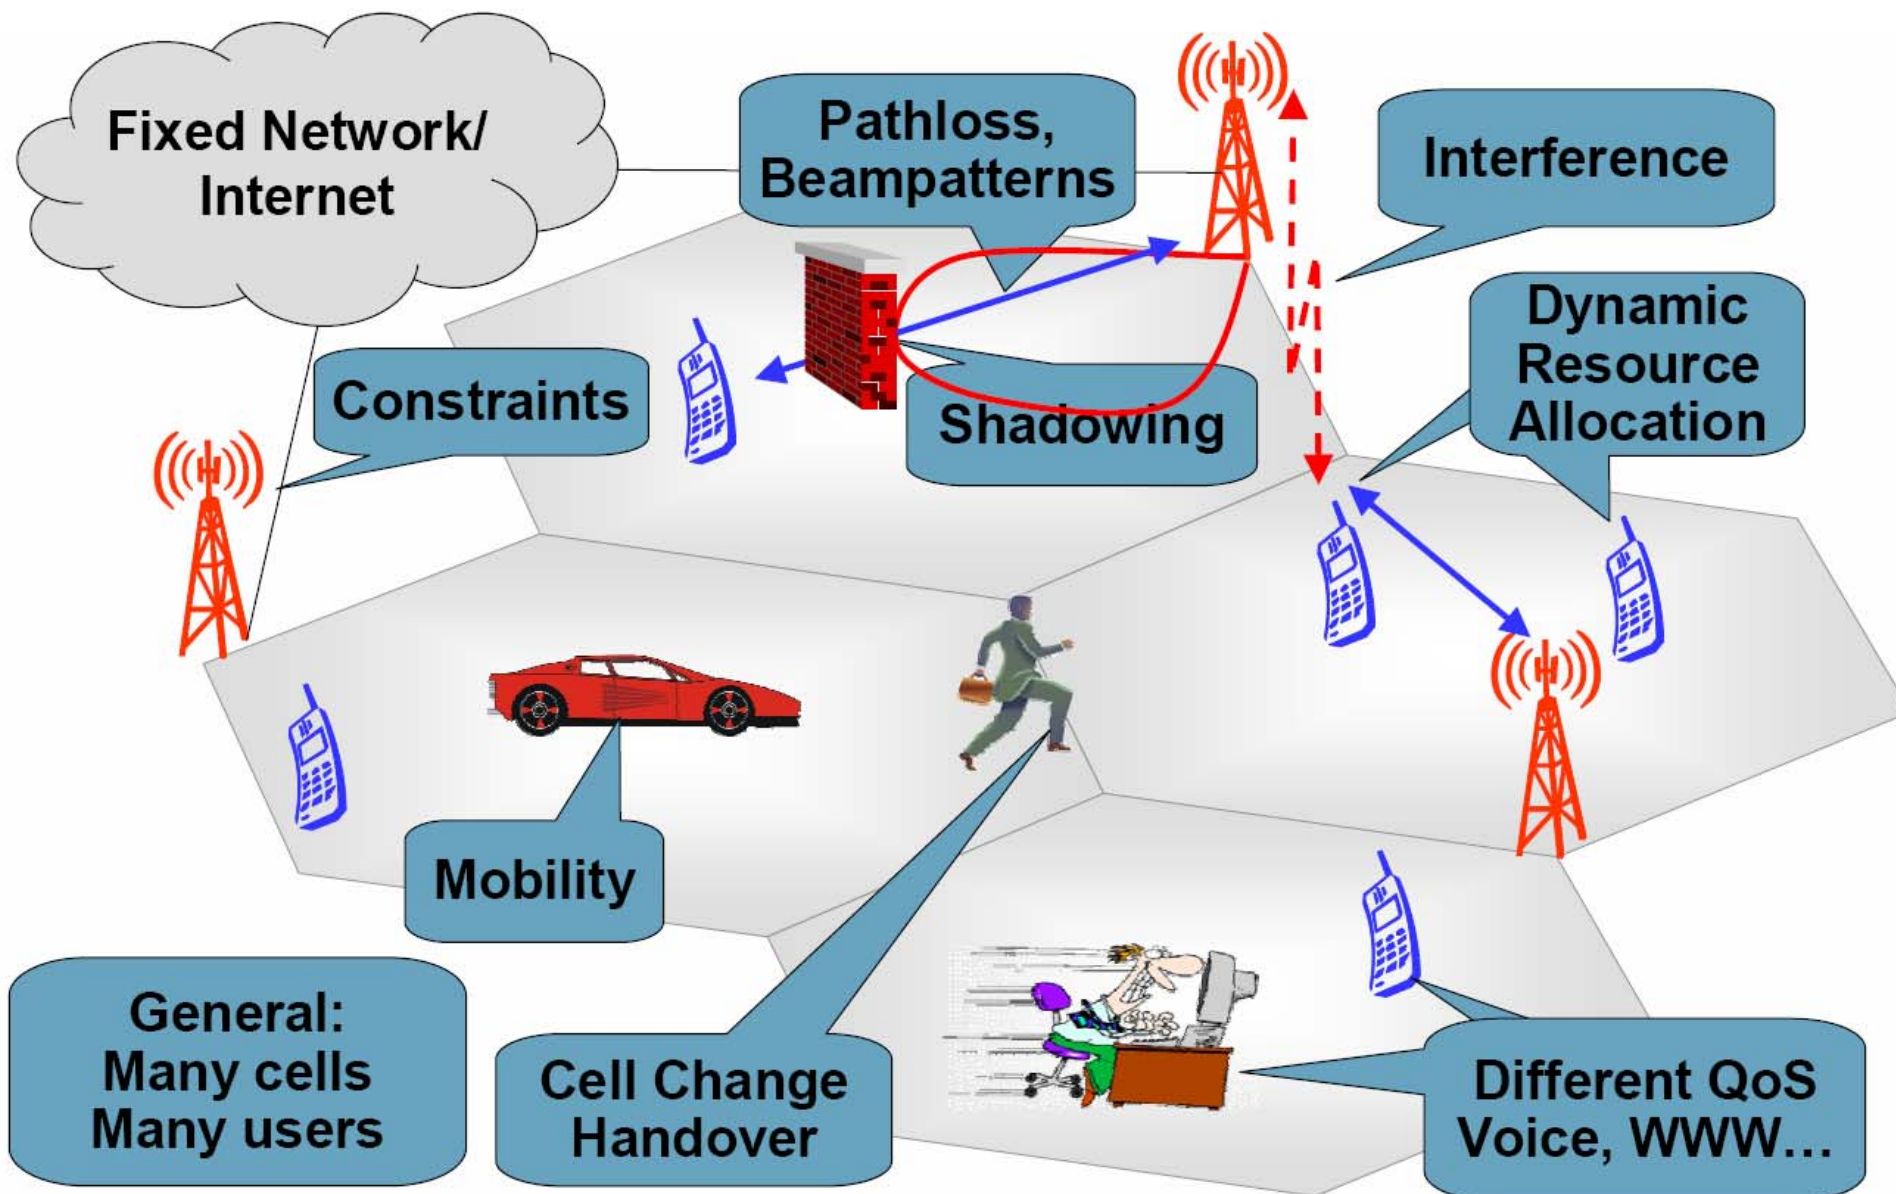 Fixed Network/
Internet
Pathloss,
Beampatterns
Interference
Dynamic
Resource
Allocation
Constraints
Shadowing
Mobility
General:
Many cells
Many users
Cell Change
Handover
Different QoS
Voice, WWW…